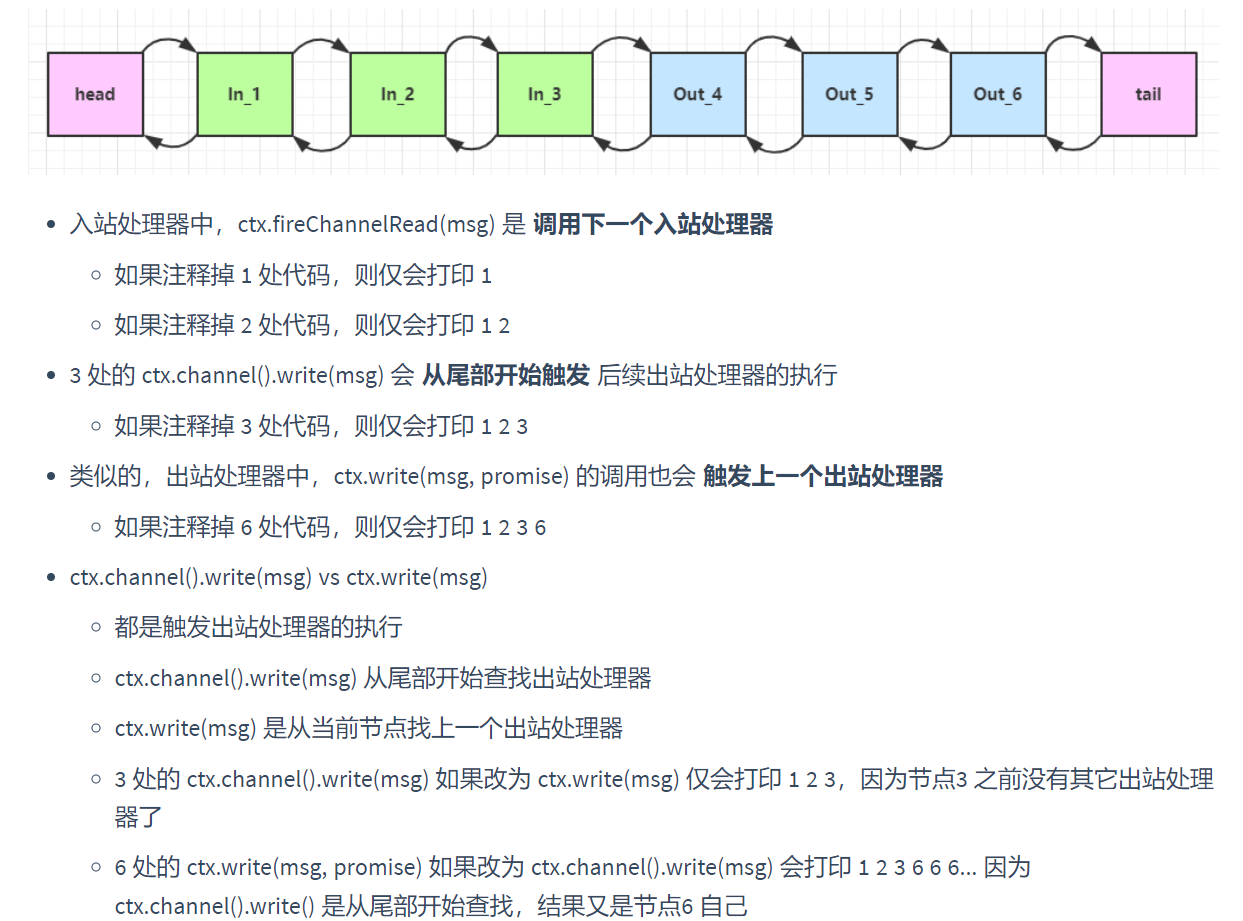 head In_1 In_2 In_3 Out_4 Out_5 Out_6 tail
入站处理器中，ctx.fireChannelRead(msg) 是 调用下一个入站处理器
如果注释掉 1 处代码，则仅会打印 1
如果注释掉 2 处代码，则仅会打印 1 2
3 处的 ctx.channel().write(msg) 会 从尾部开始触发 后续出站处理器的执行
如果注释掉 3 处代码，则仅会打印 1 2 3
类似的，出站处理器中，ctx.write(msg, promise) 的调用也会 触发上一个出站处理器
如果注释掉 6 处代码，则仅会打印 1 2 3 6
ctx.channel().write(msg) vs ctx.write(msg)
都是触发出站处理器的执行
ctx.channel().write(msg) 从尾部开始查找出站处理器
ctx.write(msg) 是从当前节点找上一个出站处理器
3 处的 ctx.channel().write(msg) 如果改为 ctx.write(msg) 仅会打印 1 2 3，因为节点3 之前没有其它出站处理
器了
6 处的 ctx.write(msg, promise) 如果改为 ctx.channel().write(msg) 会打印 1 2 3 6 6 6... 因为
ctx.channel().write() 是从尾部开始查找，结果又是节点6 自己